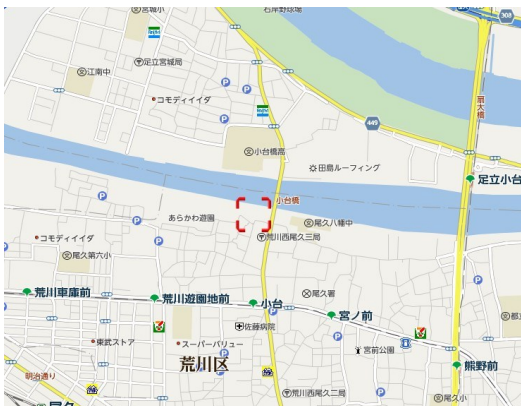 宮城小
石岸野球場
308
足立宮城局
江南中
コモディイイダ
扇大橋
449
小台橋高
田島ルーフィング
足立小台
小台橋
あらかわ遊園
尾久八幡中
荒川西尾久三局
コモディイイダ
尾久第六小
荒川車庫前
荒川遊園地前
小台
尾久署
宮ノ前
東武ストア
スーパーバリュー
佐藤病院
宮前公園
荒川区
熊野前
明治通り
荒川西尾久二局
尾久小
尾久